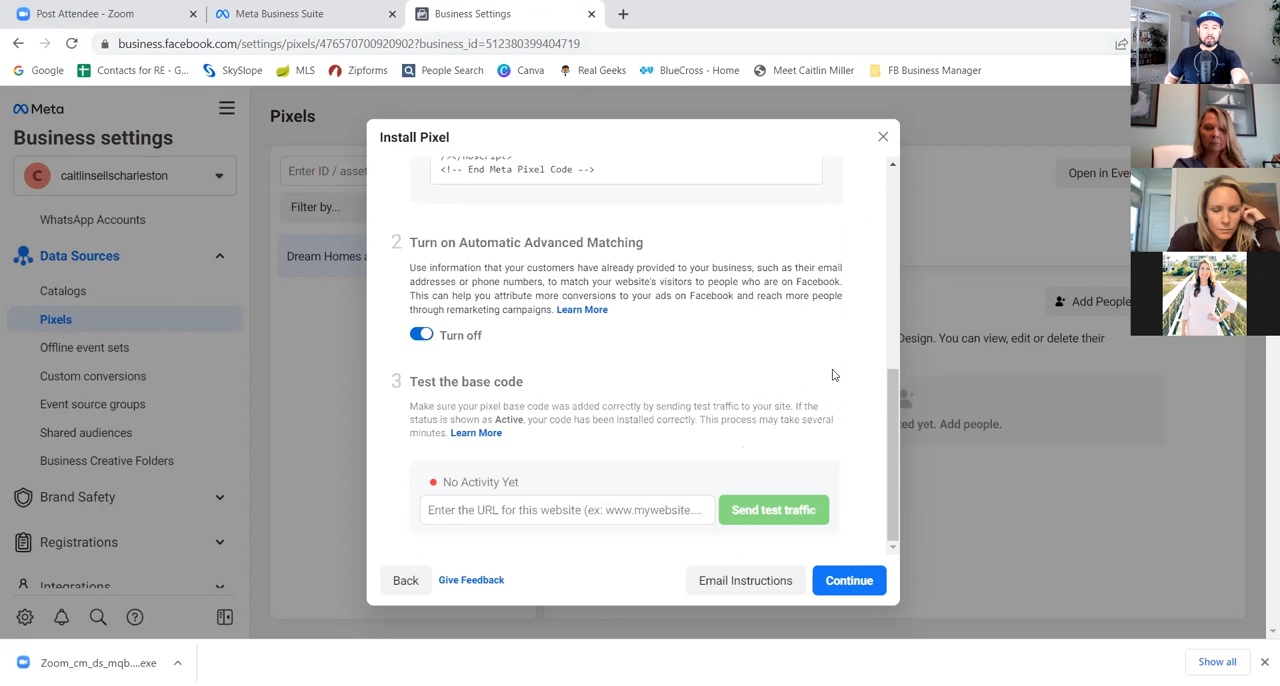 Post Attendee - Zoom
Meta Business Suite
Business Settings
business.facebook.com/settings/pixels/476570700920902?business_id=512380399404719
Google
Contacts for RE - G...
SkySlope
MLS
Zipforms
People Search
Canva
Real Geeks
BlueCross - Home
Meet Caitlin Miller
FB Business Manager
Meta
Business settings
C
caitlinsellscharleston
WhatsApp Accounts
Data Sources
Catalogs
Pixels
Offline event sets
Custom conversions
Event source groups
Shared audiences
Business Creative Folders
Brand Safety
Registrations
Integrations
Pixels
Enter ID / asset
Filter by...
Dream Homes a
Open in Eve
Add People
Design. You can view, edit or delete their
ed yet. Add people.
Install Pixel
/></noscript>
<!-- End Meta Pixel Code -->
2 Turn on Automatic Advanced Matching
Use information that your customers have already provided to your business, such as their email
addresses or phone numbers, to match your website's visitors to people who are on Facebook.
This can help you attribute more conversions to your ads on Facebook and reach more people
through remarketing campaigns. Learn More
Turn off
3 Test the base code
Make sure your pixel base code was added correctly by sending test traffic to your site. If the
status is shown as Active, your code has been installed correctly. This process may take several
minutes. Learn More
No Activity Yet
Enter the URL for this website (ex: www.mywebsite....
Send test traffic
Back
Give Feedback
Email Instructions
Continue
Zoom_cm_ds_mqb....exe
Show all